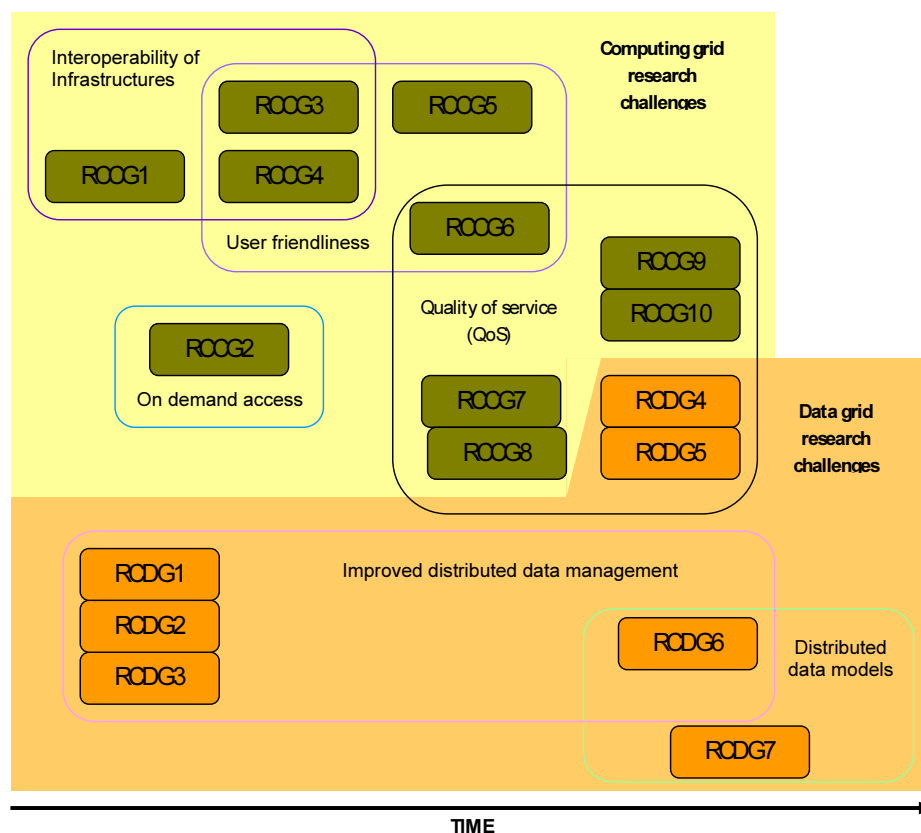 Interoperability of
Infrastructures
Computing grid
research
challenges
RCCG3
RCCG5
RCCG1
RCCG4
User friendliness
RCCG6
RCCG9
RCCG10
Quality of service
(QoS)
RCCG2
On demand access
RCCG7
RCCG8
RCDG4
RCDG5
Data grid
research
challenges
RCDG1
RCDG2
RCDG3
Improved distributed data management
RCDG6
Distributed
data models
RCDG7
TIME